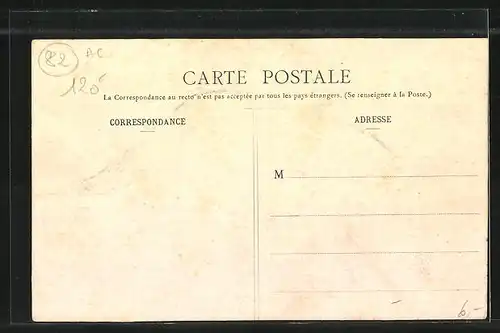 82 AC
120
CARTE POSTALE
La Correspondance au recto n'est pas acceptée par tous les pays étrangers. (Se renseigner à la Poste.)
CORRESPONDANCE
ADRESSE
M
6,-